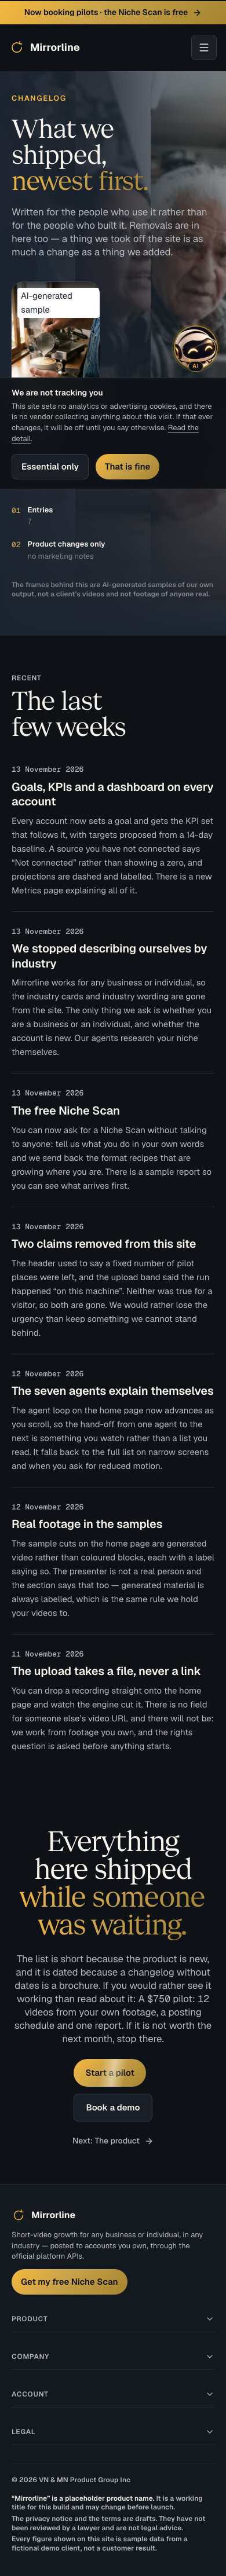 Now booking pilots · the Niche Scan is free →
Mirrorline
CHANGELOG
What we
shipped,
newest first.
Written for the people who use it rather than
for the people who built it. Removals are in
here too — a thing we took off the site is as
much a change as a thing we added.
AI-generated
sample
AI
We are not tracking you
This site sets no analytics or advertising cookies, and there
is no vendor collecting anything about this visit. If that ever
changes, it will be off until you say otherwise. Read the
detail.
Essential only
That is fine
01 Entries
7
02 Product changes only
no marketing notes
The frames behind this are AI-generated samples of our own
output, not a client's videos and not footage of anyone real.
RECENT
The last
few weeks
13 November 2026
Goals, KPIs and a dashboard on every
account
Every account now sets a goal and gets the KPI set
that follows it, with targets proposed from a 14-day
baseline. A source you have not connected says
“Not connected” rather than showing a zero, and
projections are dashed and labelled. There is a new
Metrics page explaining all of it.
13 November 2026
We stopped describing ourselves by
industry
Mirrorline works for any business or individual, so
the industry cards and industry wording are gone
from the site. The only thing we ask is whether you
are a business or an individual, and whether the
account is new. Our agents research your niche
themselves.
13 November 2026
The free Niche Scan
You can now ask for a Niche Scan without talking
to anyone: tell us what you do in your own words
and we send back the format recipes that are
growing where you are. There is a sample report so
you can see what arrives first.
13 November 2026
Two claims removed from this site
The header used to say a fixed number of pilot
places were left, and the upload band said the run
happened “on this machine”. Neither was true for a
visitor, so both are gone. We would rather lose the
urgency than keep something we cannot stand
behind.
12 November 2026
The seven agents explain themselves
The agent loop on the home page now advances as
you scroll, so the hand-off from one agent to the
next is something you watch rather than a list you
read. It falls back to the full list on narrow screens
and when you ask for reduced motion.
12 November 2026
Real footage in the samples
The sample cuts on the home page are generated
video rather than coloured blocks, each with a label
saying so. The presenter is not a real person and
the section says that too — generated material is
always labelled, which is the same rule we hold
your videos to.
11 November 2026
The upload takes a file, never a link
You can drop a recording straight onto the home
page and watch the engine cut it. There is no field
for someone else’s video URL and there will not be:
we work from footage you own, and the rights
question is asked before anything starts.
Everything
here shipped
while someone
was waiting.
The list is short because the product is new,
and it is dated because a changelog without
dates is a brochure. If you would rather see it
working than read about it: A $750 pilot: 12
videos from your own footage, a posting
schedule and one report. If it is not worth the
next month, stop there.
Start a pilot
Book a demo
Next: The product →
Mirrorline
Short-video growth for any business or individual, in any
industry — posted to accounts you own, through the
official platform APIs.
Get my free Niche Scan
PRODUCT
COMPANY
ACCOUNT
LEGAL
© 2026 VN & MN Product Group Inc
“Mirrorline” is a placeholder product name. It is a working
title for this build and may change before launch.
The privacy notice and the terms are drafts. They have not
been reviewed by a lawyer and are not legal advice.
Every figure shown on this site is sample data from a
fictional demo client, not a customer result.